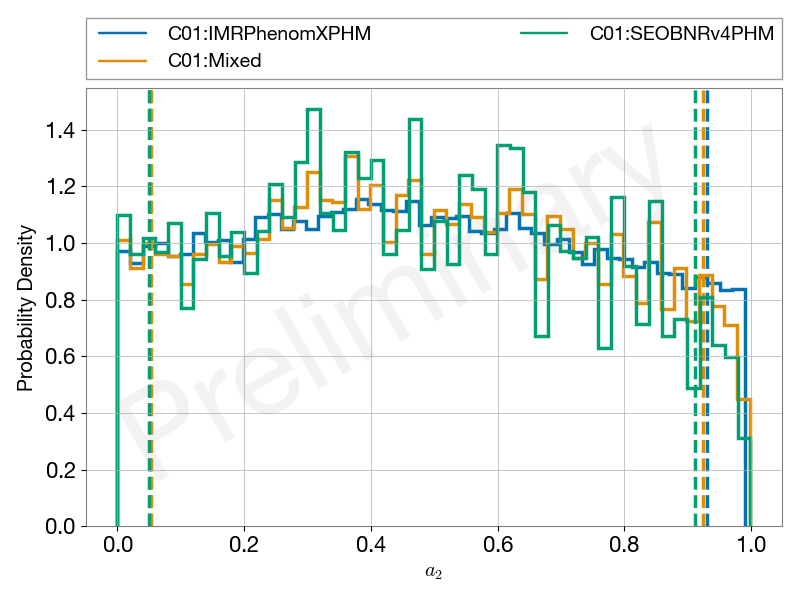 C01:IMRPhenomXPHM
C01:Mixed
C01:SEOBNRv4PHM
Preliminary
Probability Density
1.4
1.2
1.0
0.8
0.6
0.4
0.2
0.0
0.0 0.2 0.4 0.6 0.8 1.0
a₂